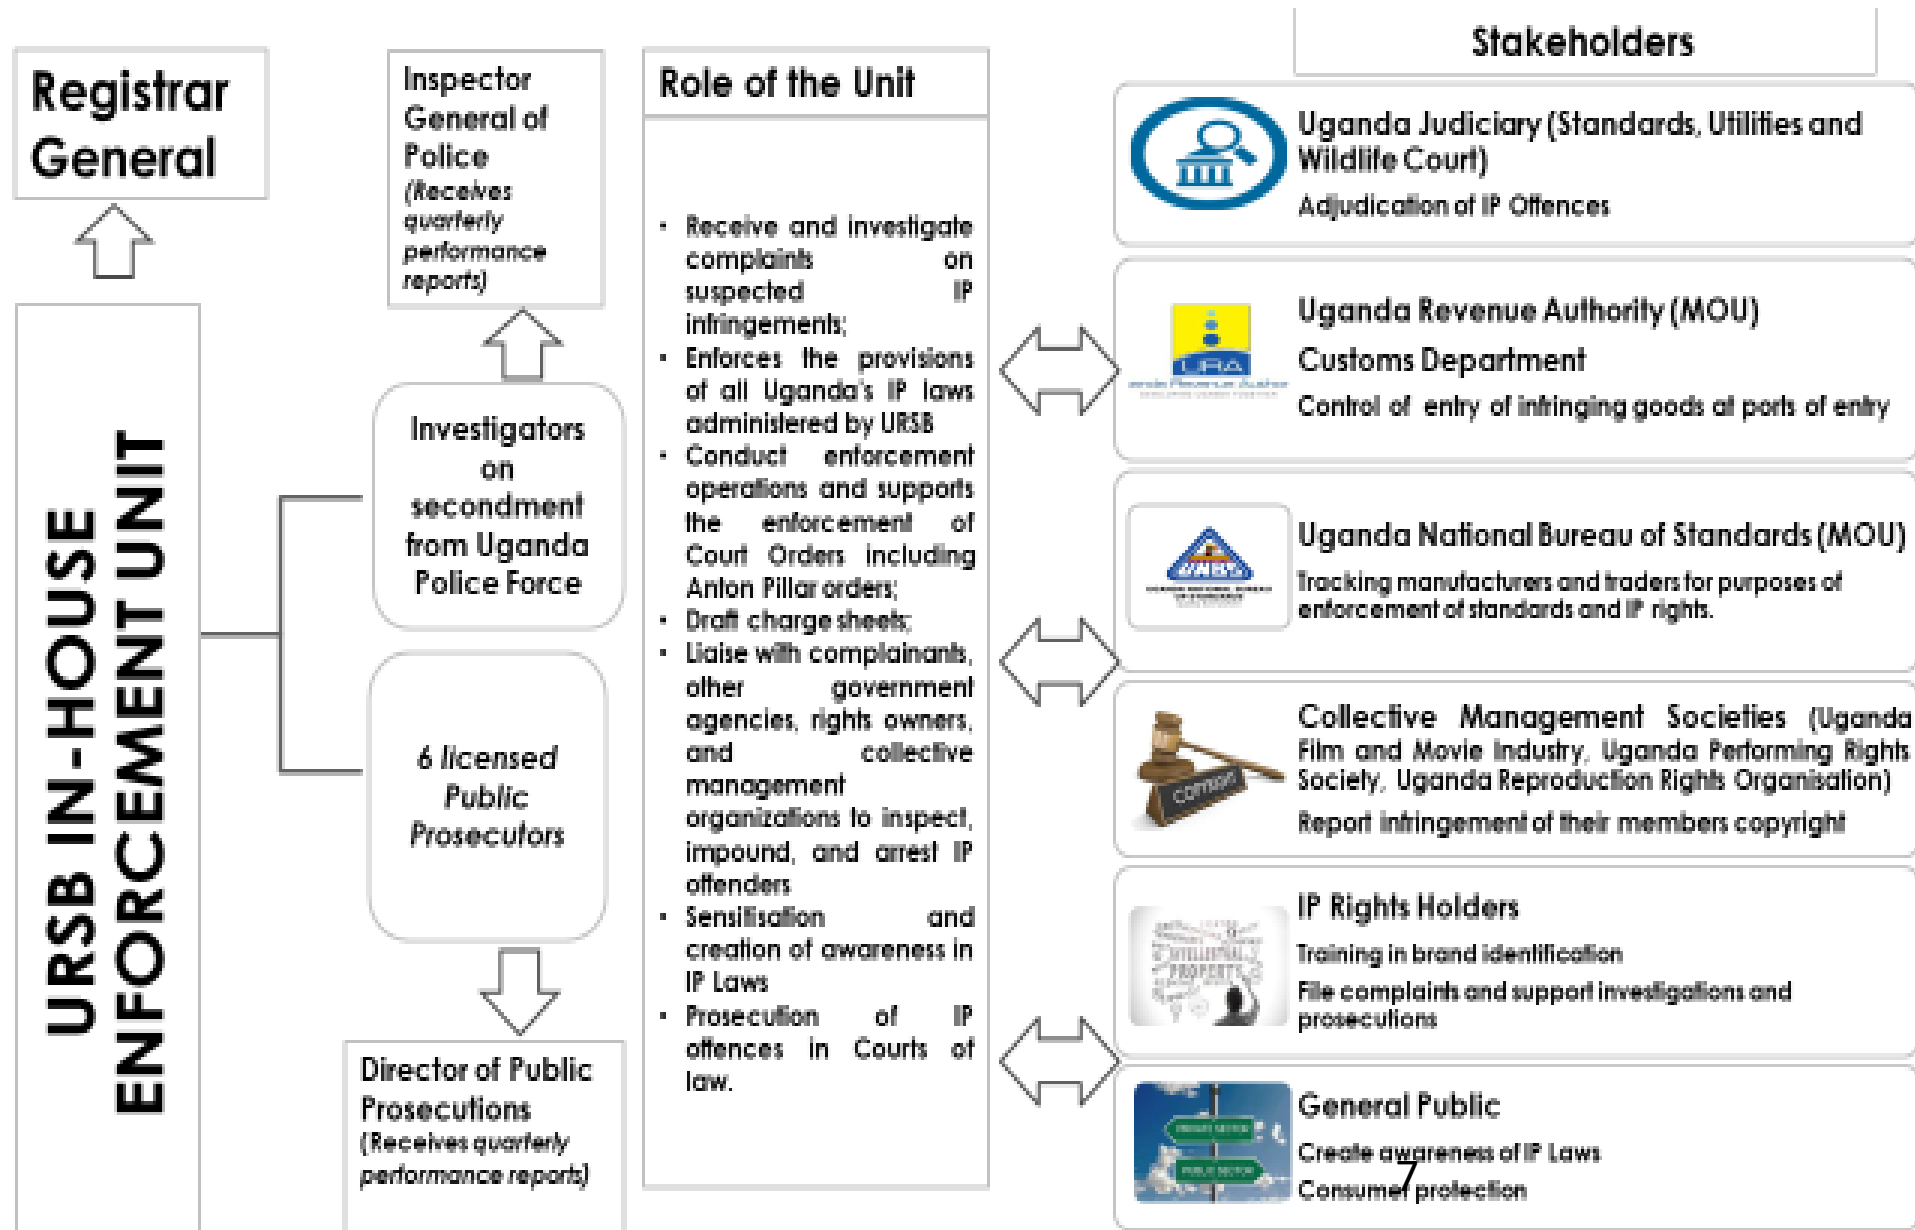 Registrar
General
URSB IN-HOUSE
ENFORCEMENT UNIT
Inspector
General of
Police
(Receives
quarterly
performance
reports)
Investigators
on
secondment
from Uganda
Police Force
6 licensed
Public
Prosecutors
Director of Public
Prosecutions
(Receives quarterly
performance reports)
Role of the Unit
• Receive and investigate
complaints on
suspected IP
infringements;
• Enforces the provisions
of all Uganda's IP laws
administered by URSB
• Conduct enforcement
operations and supports
the enforcement of
Court Orders including
Anton Pillar orders;
• Draft charge sheets;
• Liaise with complainants,
other government
agencies, rights owners,
and collective
management
organizations to inspect,
impound, and arrest IP
offenders
• Sensitisation and
creation of awareness in
IP Laws
• Prosecution of IP
offences in Courts of
law.
Stakeholders
Uganda Judiciary (Standards, Utilities and
Wildlife Court)
Adjudication of IP Offences
URA
Uganda Revenue Authority (MOU)
Customs Department
Control of entry of infringing goods at ports of entry
UNBS
Uganda National Bureau of Standards (MOU)
Tracking manufacturers and traders for purposes of
enforcement of standards and IP rights.
COPYRIGHT
Collective Management Societies (Uganda
Film and Movie Industry, Uganda Performing Rights
Society, Uganda Reproduction Rights Organisation)
Report infringement of their members copyright
INTELLECTUAL
PROPERTY
IP Rights Holders
Training in brand identification
File complaints and support investigations and
prosecutions
PRIVATE SECTOR
PUBLIC SECTOR
General Public
Create awareness of IP Laws
Consumer protection
7